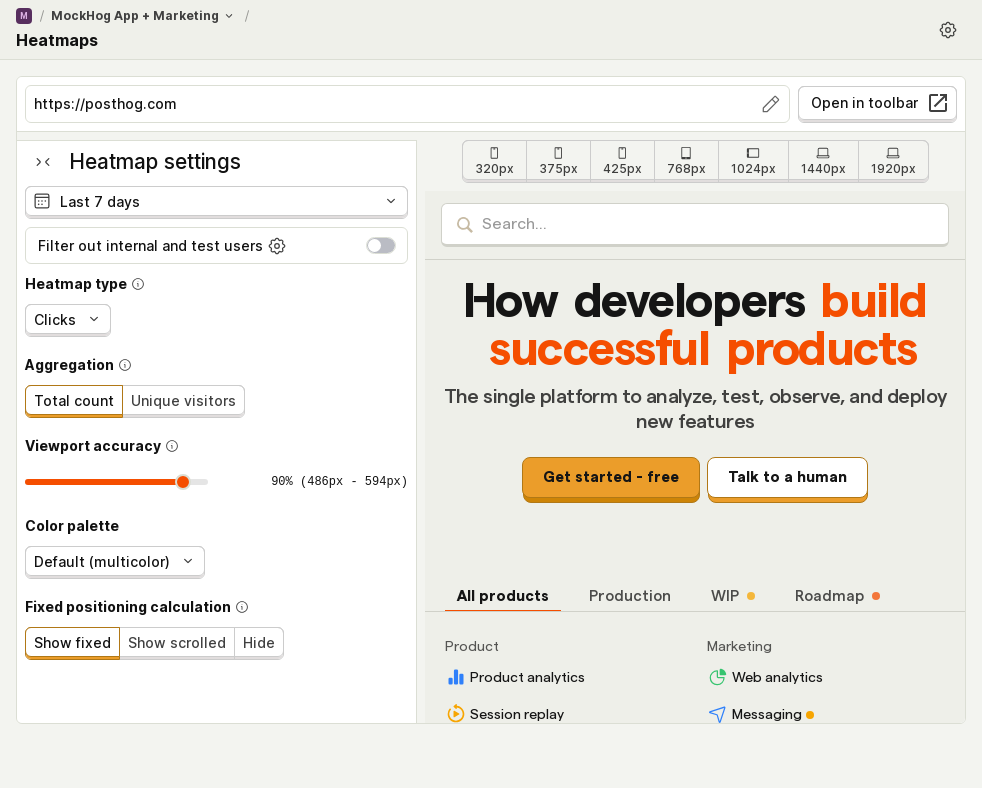 M / MockHog App + Marketing /
Heatmaps
https://posthog.com
Open in toolbar
Heatmap settings
Last 7 days
Filter out internal and test users
Heatmap type
Clicks
Aggregation
Total count
Unique visitors
Viewport accuracy
90% (486px - 594px)
Color palette
Default (multicolor)
Fixed positioning calculation
Show fixed
Show scrolled
Hide
320px
375px
425px
768px
1024px
1440px
1920px
Search...
How developers build
successful products
The single platform to analyze, test, observe, and deploy
new features
Get started - free
Talk to a human
All products
Production
WIP
Roadmap
Product
Marketing
Product analytics
Web analytics
Session replay
Messaging